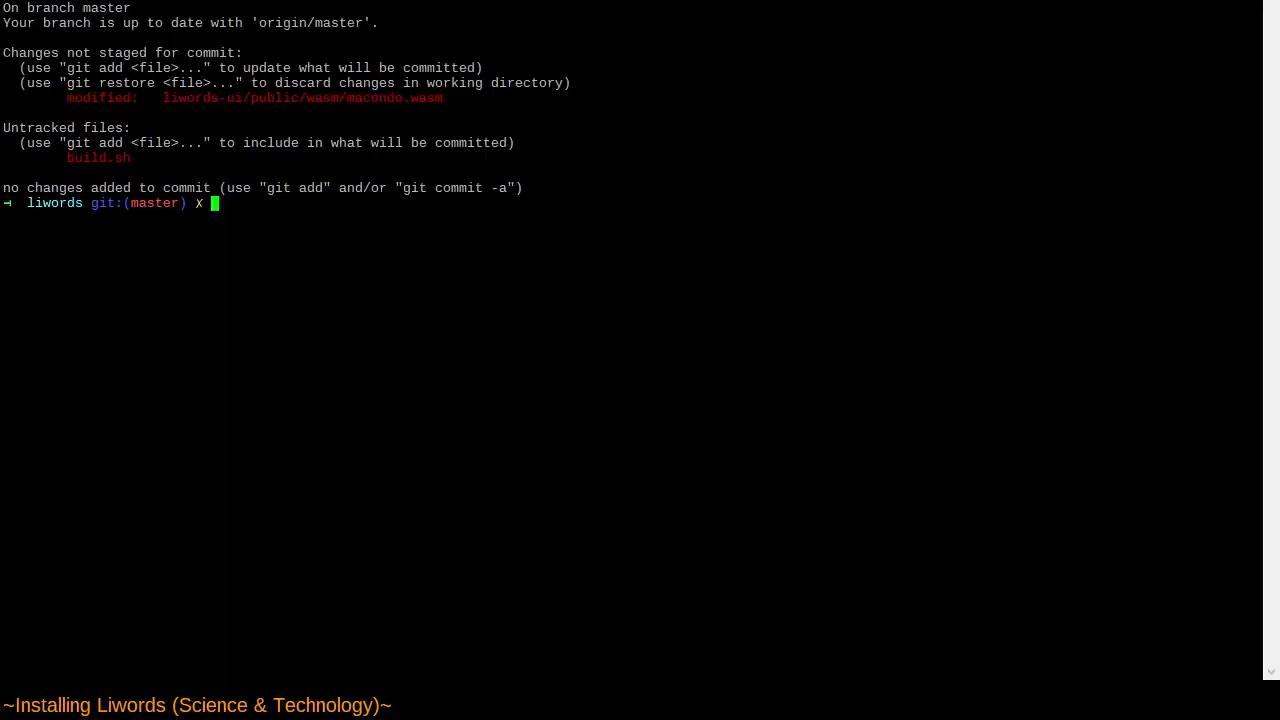 On branch master
Your branch is up to date with 'origin/master'.
Changes not staged for commit:
(use "git add <file>..." to update what will be committed)
(use "git restore <file>..." to discard changes in working directory)
modified: liwords-ui/public/wasm/macondo.wasm
Untracked files:
(use "git add <file>..." to include in what will be committed)
build.sh
no changes added to commit (use "git add" and/or "git commit -a")
⊣ liwords git:(master) ✗
~Installing Liwords (Science & Technology)~